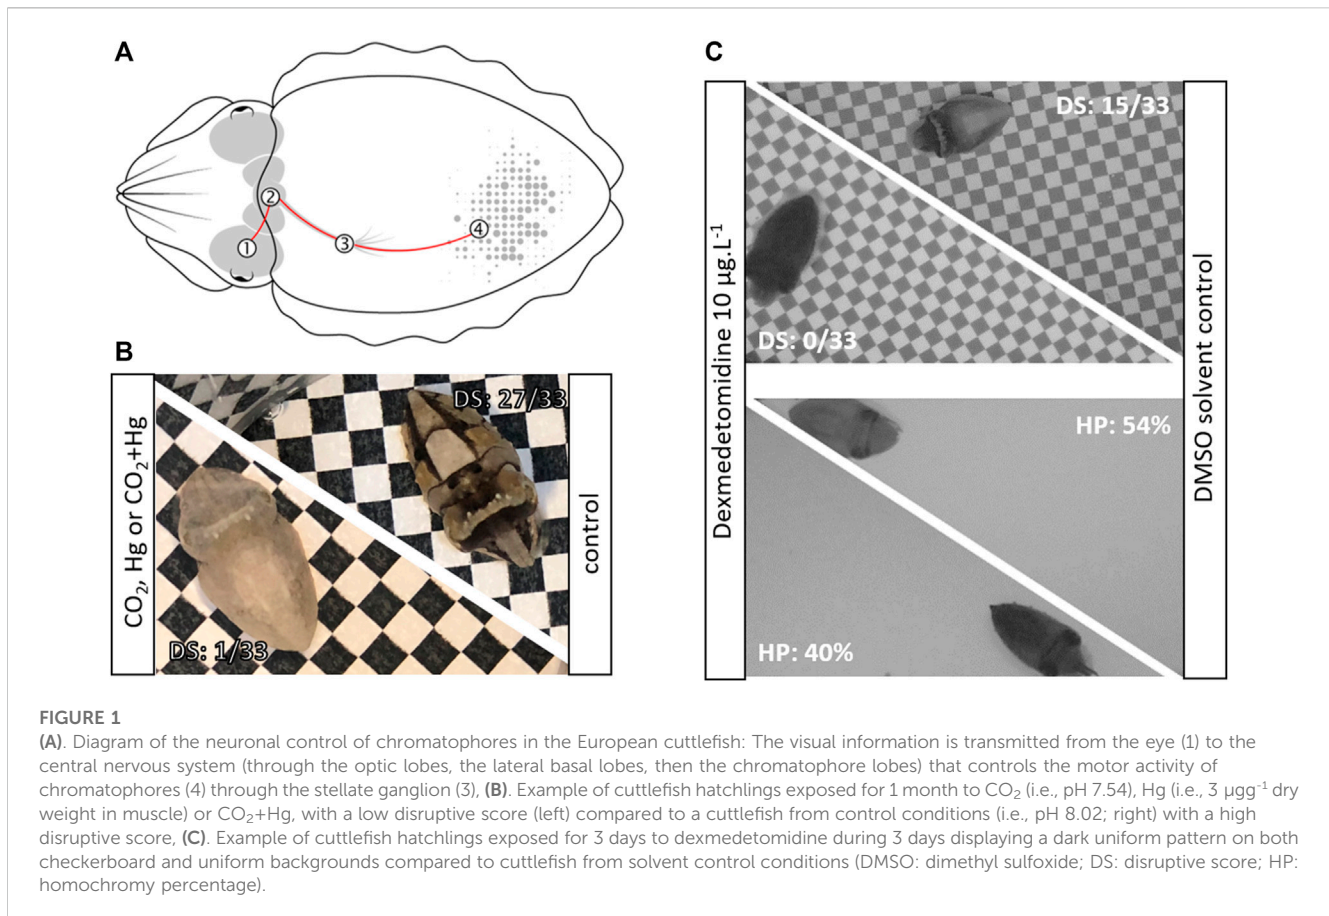 A
1
2
3
4
B
CO₂, Hg or CO₂+Hg
DS: 27/33
DS: 1/33
control
C
Dexmedetomidine 10 µg.L⁻¹
DS: 15/33
DS: 0/33
HP: 54%
HP: 40%
DMSO solvent control
FIGURE 1
(A). Diagram of the neuronal control of chromatophores in the European cuttlefish: The visual information is transmitted from the eye (1) to the
central nervous system (through the optic lobes, the lateral basal lobes, then the chromatophore lobes) that controls the motor activity of
chromatophores (4) through the stellate ganglion (3), (B). Example of cuttlefish hatchlings exposed for 1 month to CO₂ (i.e., pH 7.54), Hg (i.e., 3 µgg⁻¹ dry
weight in muscle) or CO₂+Hg, with a low disruptive score (left) compared to a cuttlefish from control conditions (i.e., pH 8.02; right) with a high
disruptive score, (C). Example of cuttlefish hatchlings exposed for 3 days to dexmedetomidine during 3 days displaying a dark uniform pattern on both
checkerboard and uniform backgrounds compared to cuttlefish from solvent control conditions (DMSO: dimethyl sulfoxide; DS: disruptive score; HP:
homochromy percentage).